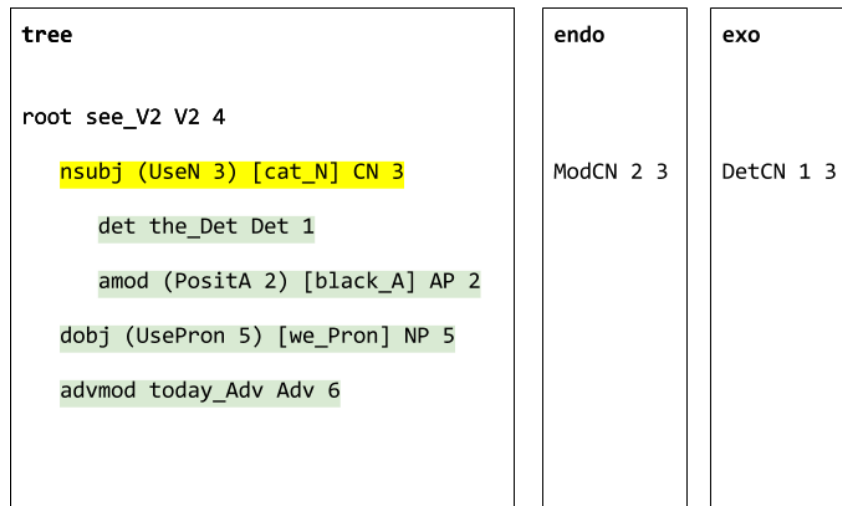 tree
endo
exo
root see_V2 V2 4
nsubj (UseN 3) [cat_N] CN 3
ModCN 2 3
DetCN 1 3
det the_Det Det 1
amod (PositA 2) [black_A] AP 2
dobj (UsePron 5) [we_Pron] NP 5
advmod today_Adv Adv 6